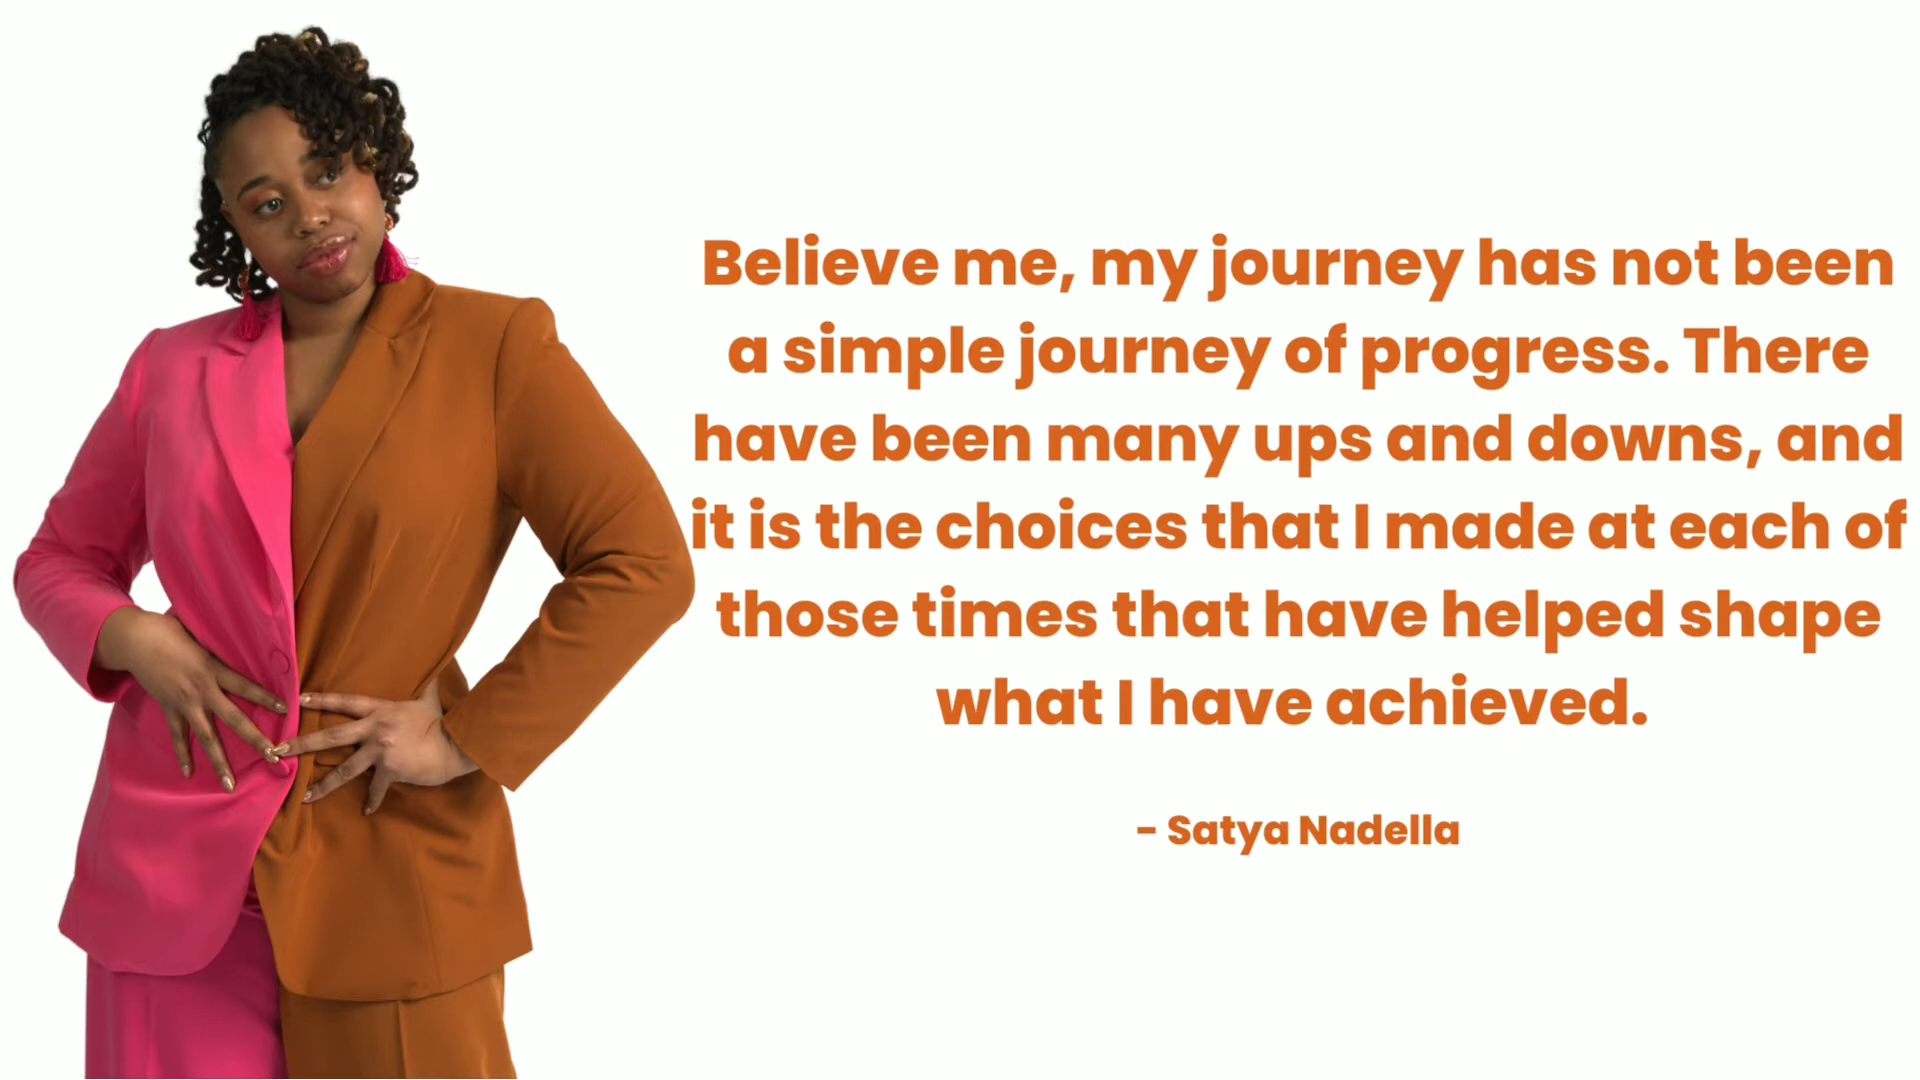 Believe me, my journey has not been
a simple journey of progress. There
have been many ups and downs, and
it is the choices that I made at each of
those times that have helped shape
what I have achieved.
- Satya Nadella